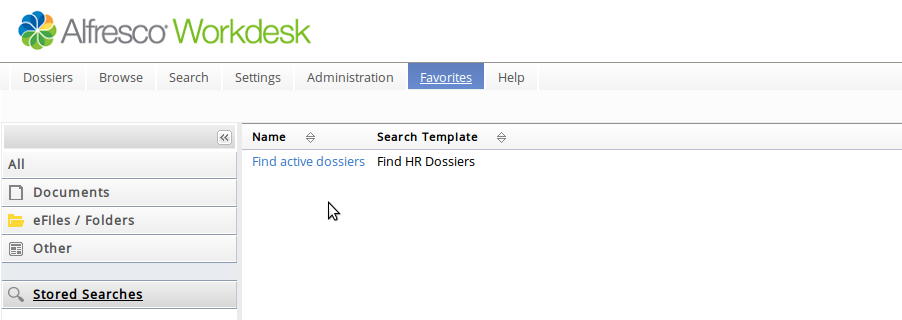 Alfresco Workdesk
Dossiers Browse Search Settings Administration Favorites Help
Name Search Template
All
Find active dossiers Find HR Dossiers
Documents
eFiles / Folders
Other
Stored Searches